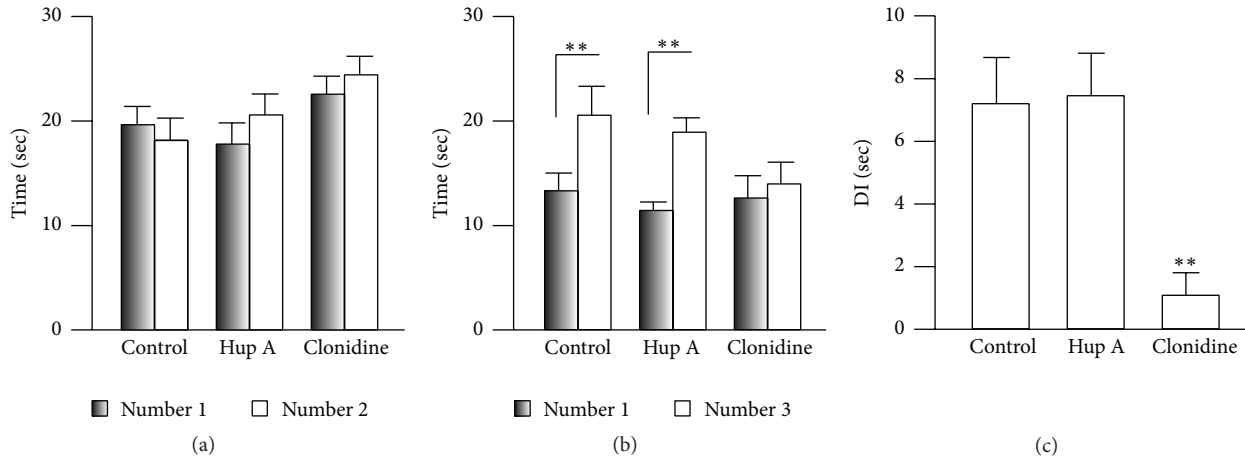 30
20
10
0
Time (sec)
Control Hup A Clonidine
Number 1 Number 2
(a)
30
20
10
0
Time (sec)
** **
Control Hup A Clonidine
Number 1 Number 3
(b)
10
8
6
4
2
0
DI (sec)
**
Control Hup A Clonidine
(c)